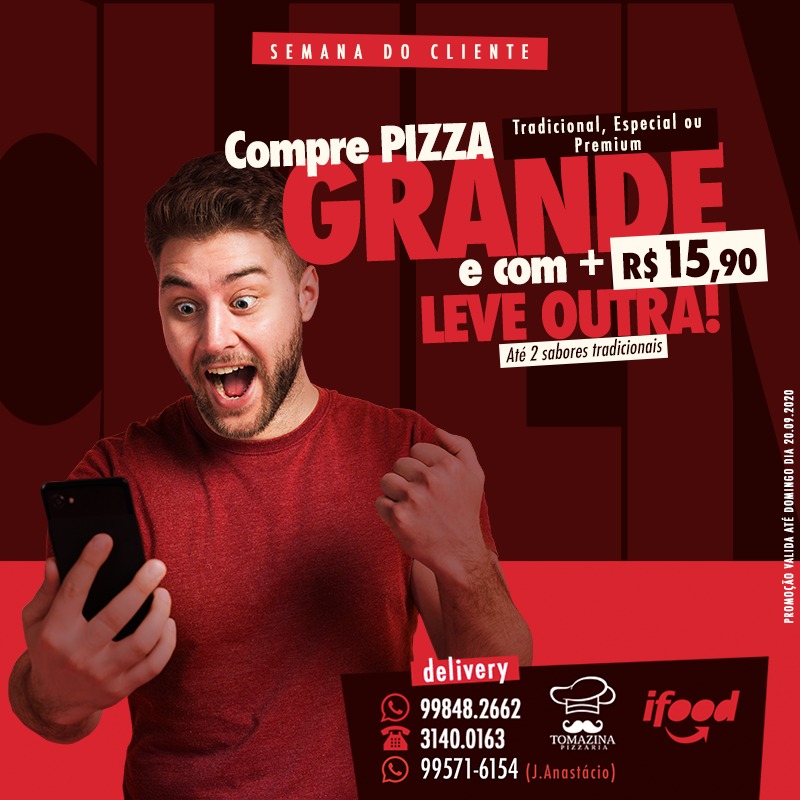 SEMANA DO CLIENTE
Compre PIZZA
Tradicional, Especial ou
Premium
GRANDE
e com + R$ 15,90
LEVE OUTRA!
Até 2 sabores tradicionais
PROMOÇÃO VALIDA ATÉ DOMINGO DIA 20.09.2020
delivery
99848.2662
3140.0163
99571-6154 (J.Anastácio)
TOMAZINA
PIZZARIA
ifood